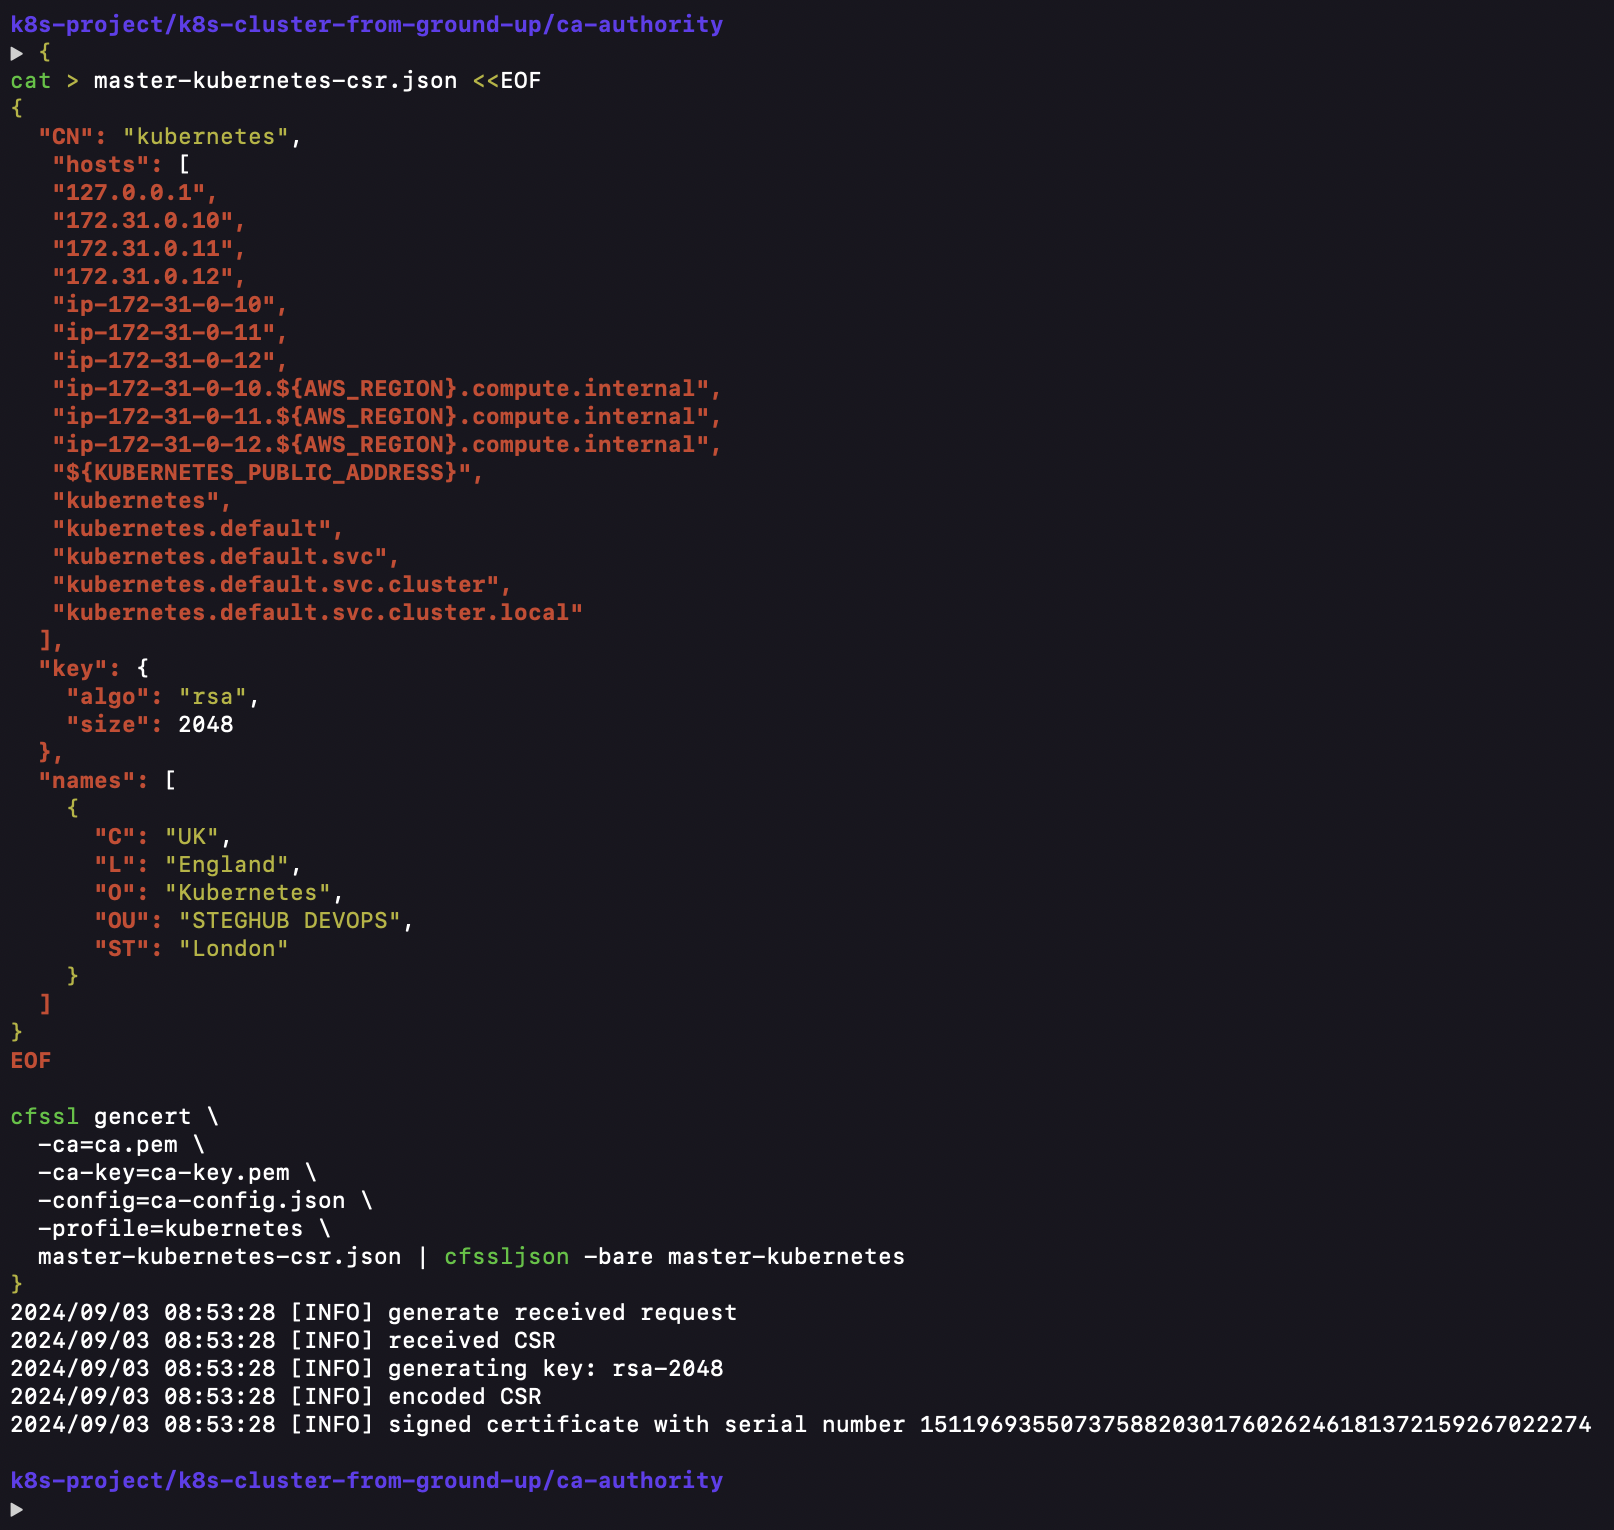 k8s-project/k8s-cluster-from-ground-up/ca-authority
▶ {
cat > master-kubernetes-csr.json <<EOF
{
  "CN": "kubernetes",
   "hosts": [
   "127.0.0.1",
   "172.31.0.10",
   "172.31.0.11",
   "172.31.0.12",
   "ip-172-31-0-10",
   "ip-172-31-0-11",
   "ip-172-31-0-12",
   "ip-172-31-0-10.${AWS_REGION}.compute.internal",
   "ip-172-31-0-11.${AWS_REGION}.compute.internal",
   "ip-172-31-0-12.${AWS_REGION}.compute.internal",
   "${KUBERNETES_PUBLIC_ADDRESS}",
   "kubernetes",
   "kubernetes.default",
   "kubernetes.default.svc",
   "kubernetes.default.svc.cluster",
   "kubernetes.default.svc.cluster.local"
  ],
  "key": {
    "algo": "rsa",
    "size": 2048
  },
  "names": [
    {
      "C": "UK",
      "L": "England",
      "O": "Kubernetes",
      "OU": "STEGHUB DEVOPS",
      "ST": "London"
    }
  ]
}
EOF

cfssl gencert \
  -ca=ca.pem \
  -ca-key=ca-key.pem \
  -config=ca-config.json \
  -profile=kubernetes \
  master-kubernetes-csr.json | cfssljson -bare master-kubernetes
}
2024/09/03 08:53:28 [INFO] generate received request
2024/09/03 08:53:28 [INFO] received CSR
2024/09/03 08:53:28 [INFO] generating key: rsa-2048
2024/09/03 08:53:28 [INFO] encoded CSR
2024/09/03 08:53:28 [INFO] signed certificate with serial number 151196935507375882030176026246181372159267022274

k8s-project/k8s-cluster-from-ground-up/ca-authority
▶